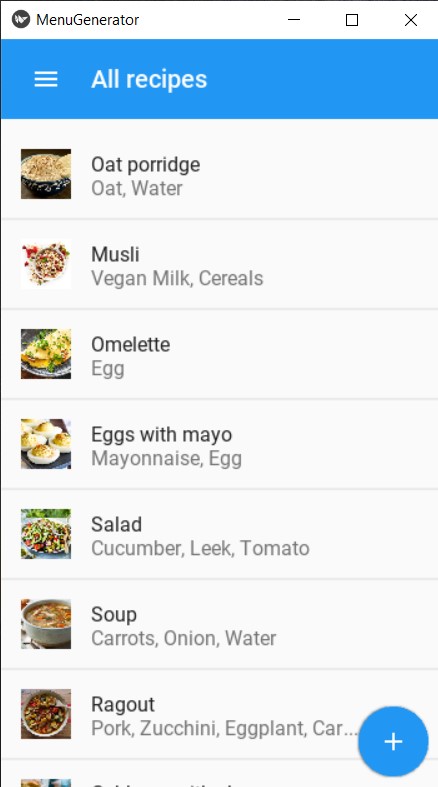 MenuGenerator
All recipes
Oat porridge
Oat, Water
Musli
Vegan Milk, Cereals
Omelette
Egg
Eggs with mayo
Mayonnaise, Egg
Salad
Cucumber, Leek, Tomato
Soup
Carrots, Onion, Water
Ragout
Pork, Zucchini, Eggplant, Car...